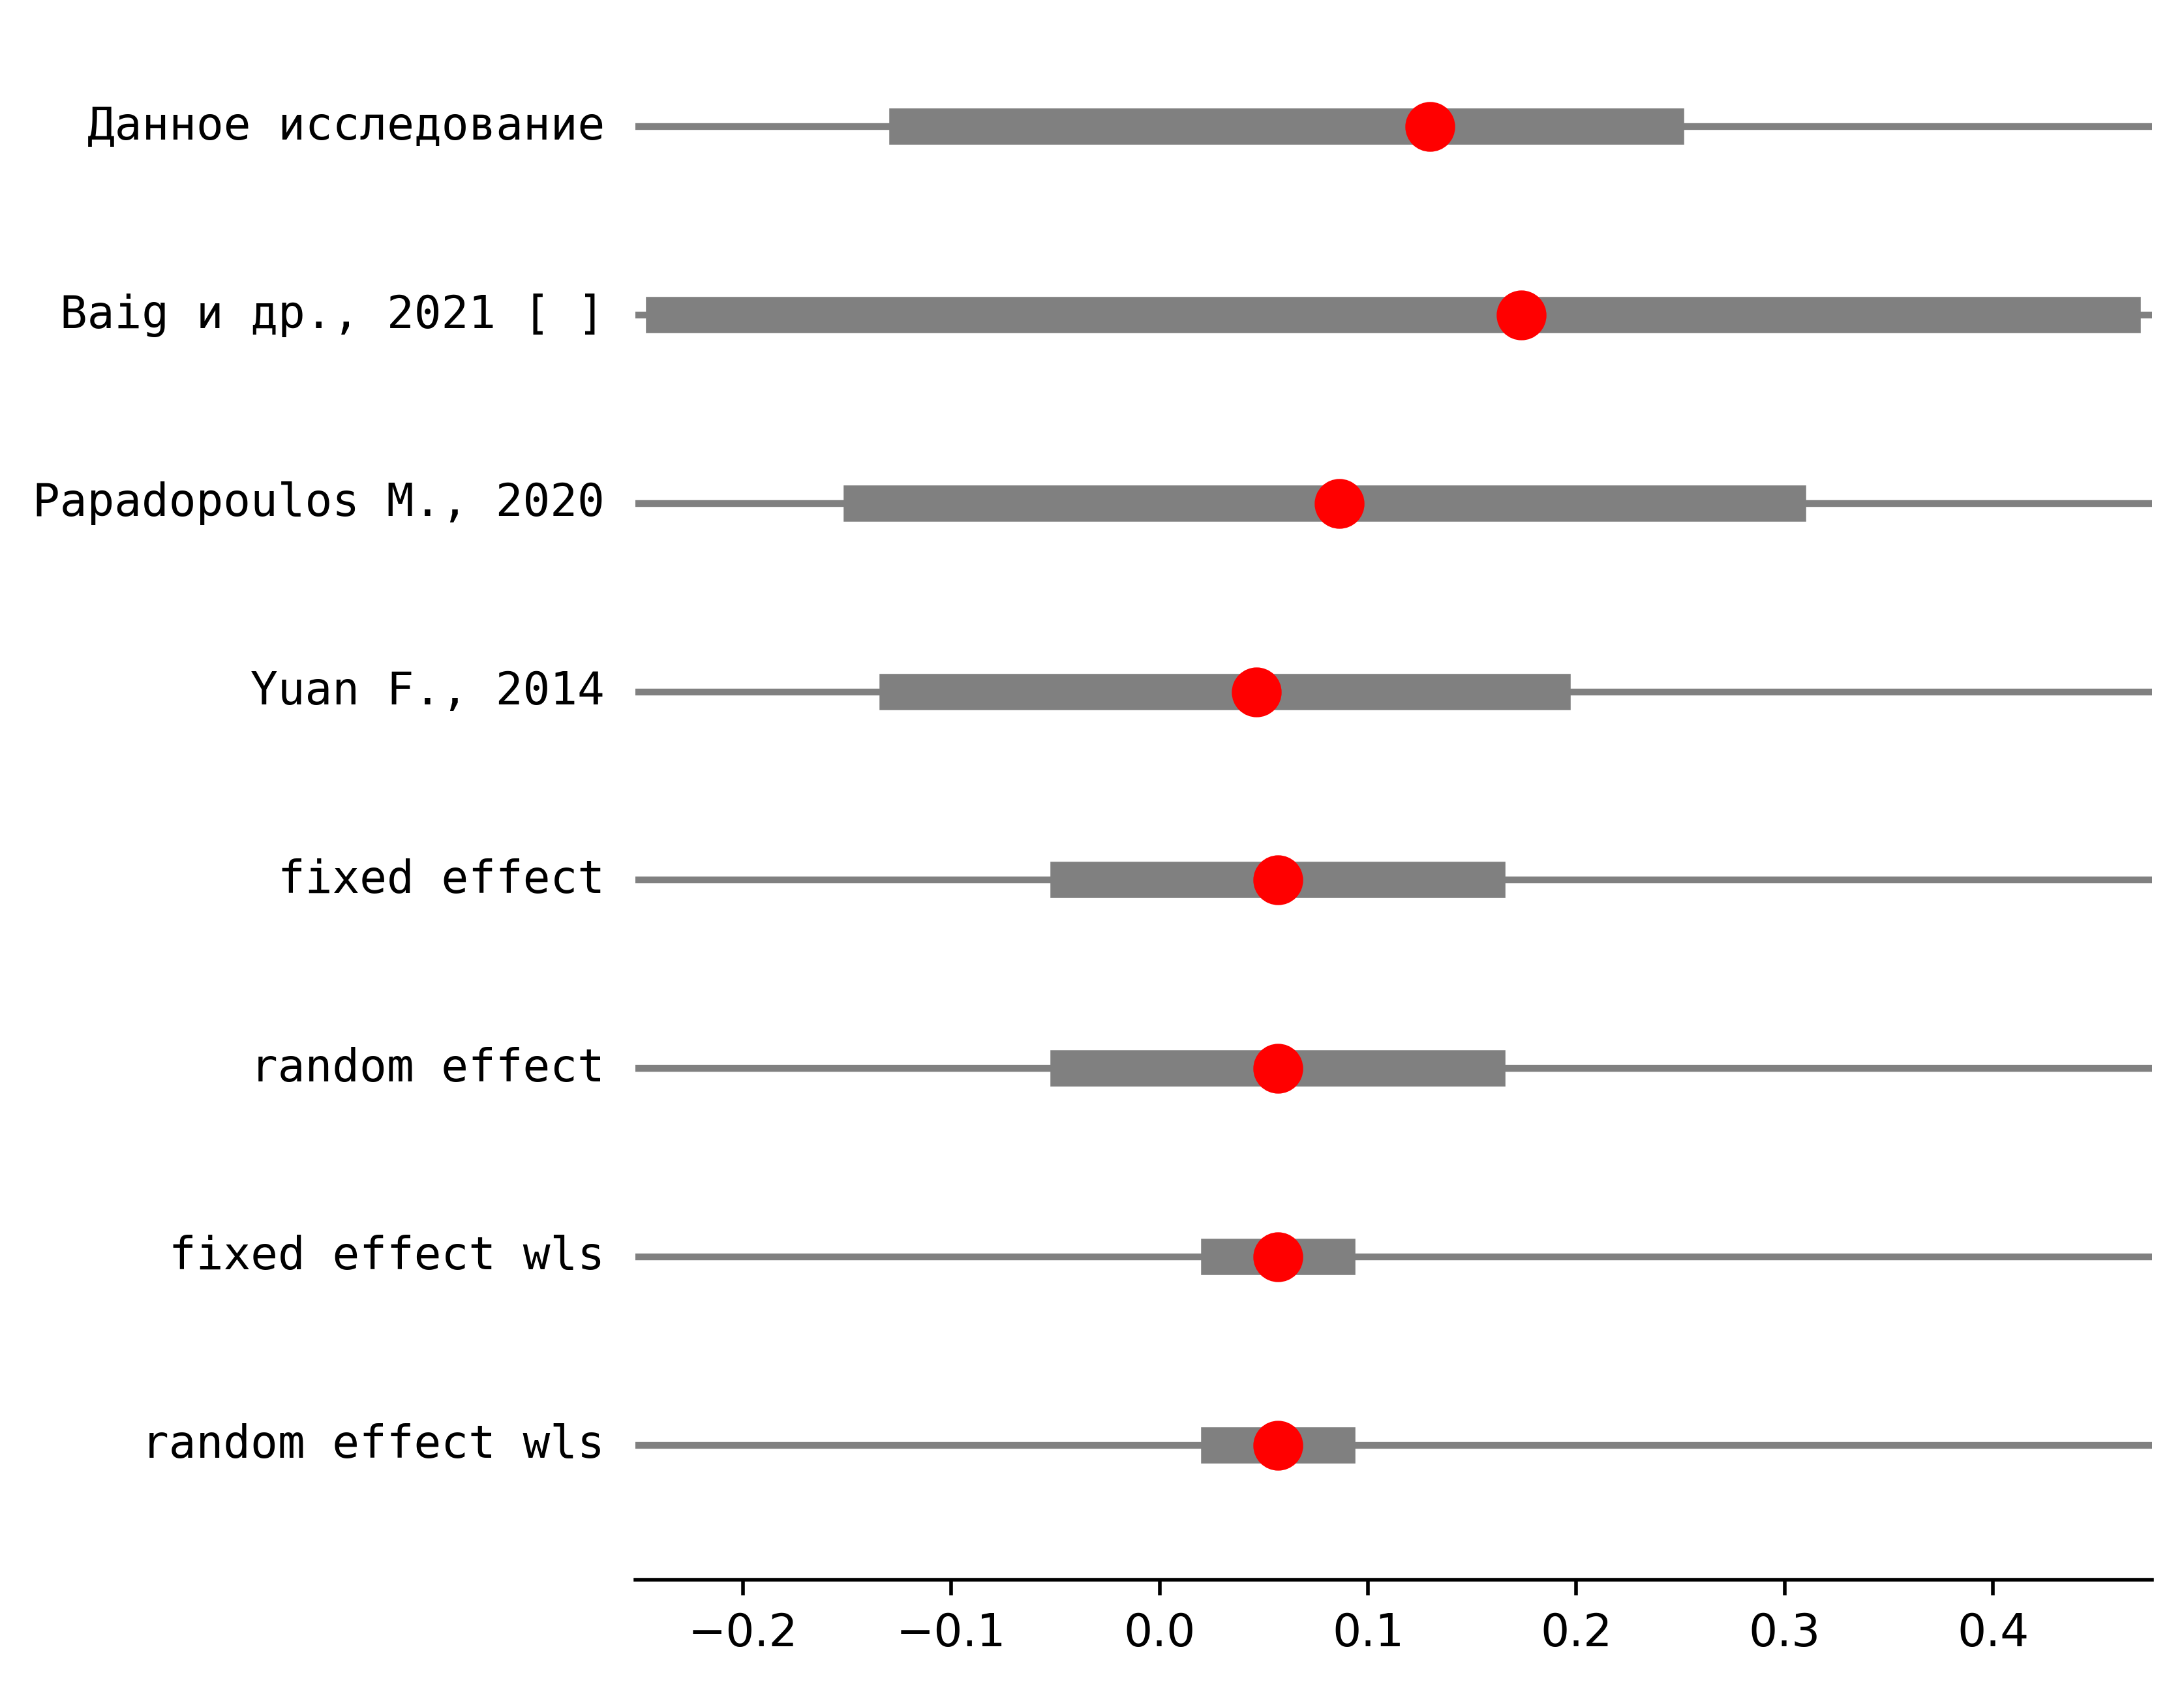 Данное исследование
Baig и др., 2021 [ ]
Papadopoulos M., 2020
Yuan F., 2014
fixed effect
random effect
fixed effect wls
random effect wls
−0.2 −0.1 0.0 0.1 0.2 0.3 0.4